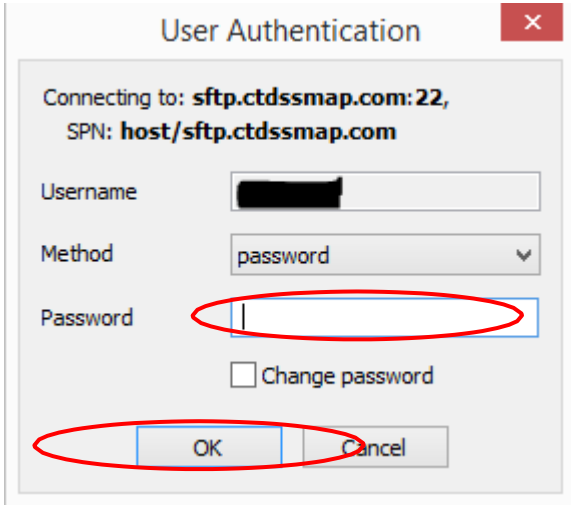 User Authentication
Connecting to: sftp.ctdssmap.com:22,
SPN: host/sftp.ctdssmap.com
Username
Method
password
Password
Change password
OK
Cancel